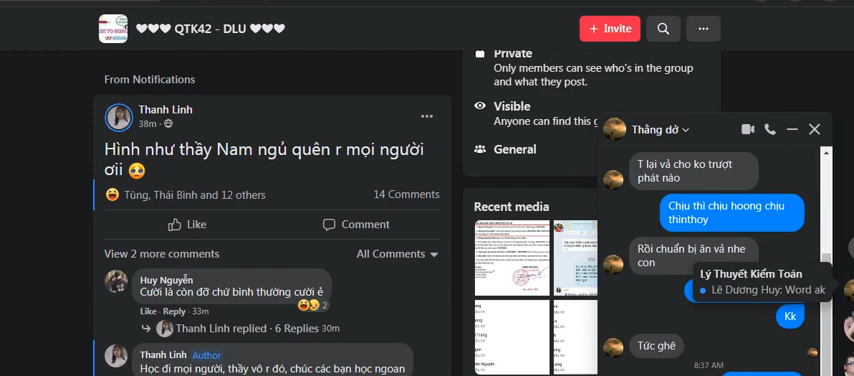 ♥♥♥ QTK42 - DLU ♥♥♥
+ Invite
From Notifications
Thanh Linh
38m ·
Hình như thầy Nam ngủ quên r mọi người
ơii 🥺
Tùng, Thái Bình and 12 others
14 Comments
Like
Comment
View 2 more comments
All Comments
Huy Nguyễn
Cười là còn đỡ chứ bình thường cười ẻ
2
Like · Reply · 33m
Thanh Linh replied · 6 Replies 30m
Thanh Linh Author
Học đi mọi người, thầy vô r đó, chúc các bạn học ngoan
Private
Only members can see who's in the group
and what they post.
Visible
Anyone can find this g
General
Recent media
Thằng dở
T lại vả cho ko trượt
phát nào
Chịu thì chịu hoong chịu
thìnthoy
Rồi chuẩn bị ăn vả nhe
con
Lý Thuyết Kiểm Toán
Lê Dương Huy: Word ak
Kk
Tức ghê
8:37 AM